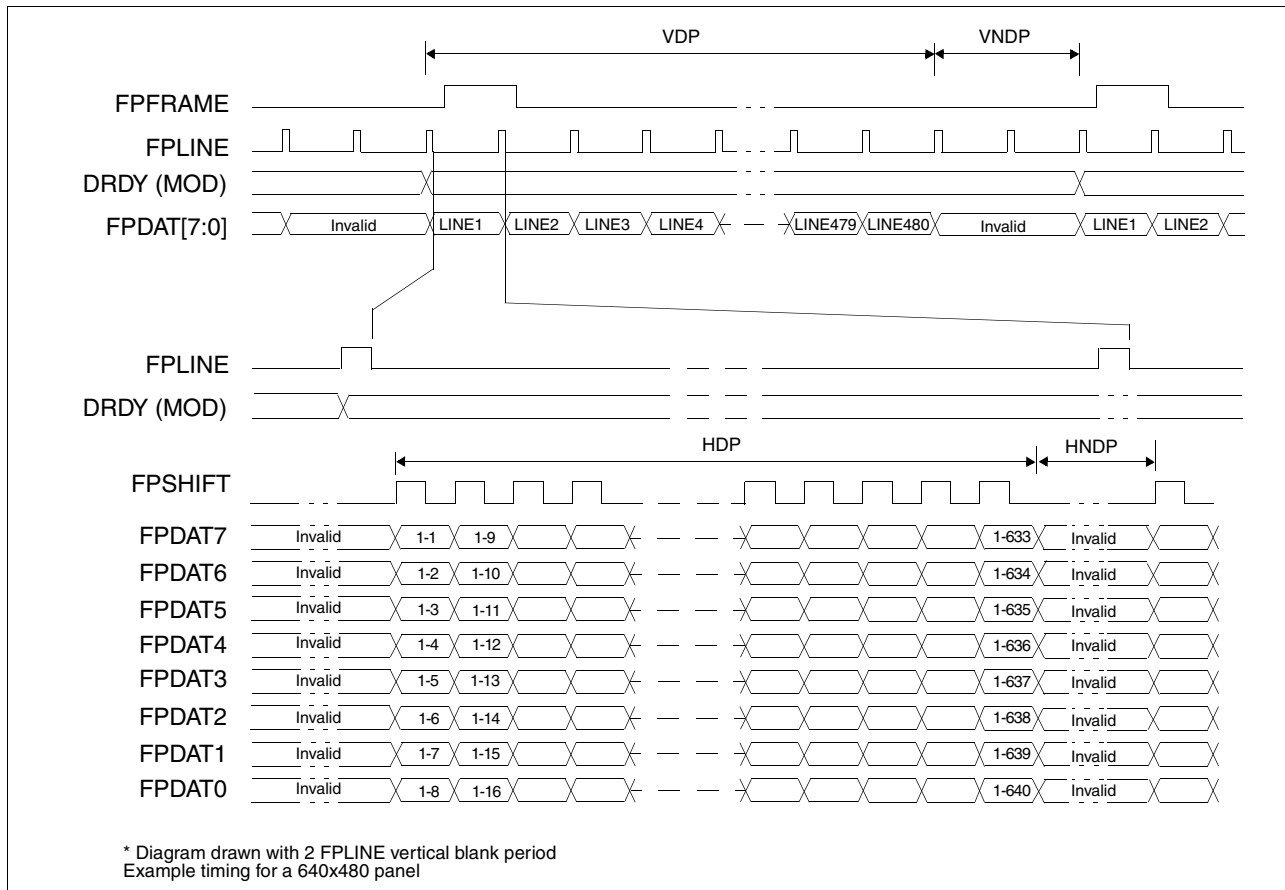 VDP VNDP
FPFRAME
FPLINE
DRDY (MOD)
FPDAT[7:0] Invalid LINE1 LINE2 LINE3 LINE4 LINE479 LINE480 Invalid LINE1 LINE2
FPLINE
DRDY (MOD)
HDP HNDP
FPSHIFT
FPDAT7 Invalid 1-1 1-9 1-633 Invalid
FPDAT6 Invalid 1-2 1-10 1-634 Invalid
FPDAT5 Invalid 1-3 1-11 1-635 Invalid
FPDAT4 Invalid 1-4 1-12 1-636 Invalid
FPDAT3 Invalid 1-5 1-13 1-637 Invalid
FPDAT2 Invalid 1-6 1-14 1-638 Invalid
FPDAT1 Invalid 1-7 1-15 1-639 Invalid
FPDAT0 Invalid 1-8 1-16 1-640 Invalid
* Diagram drawn with 2 FPLINE vertical blank period
Example timing for a 640x480 panel